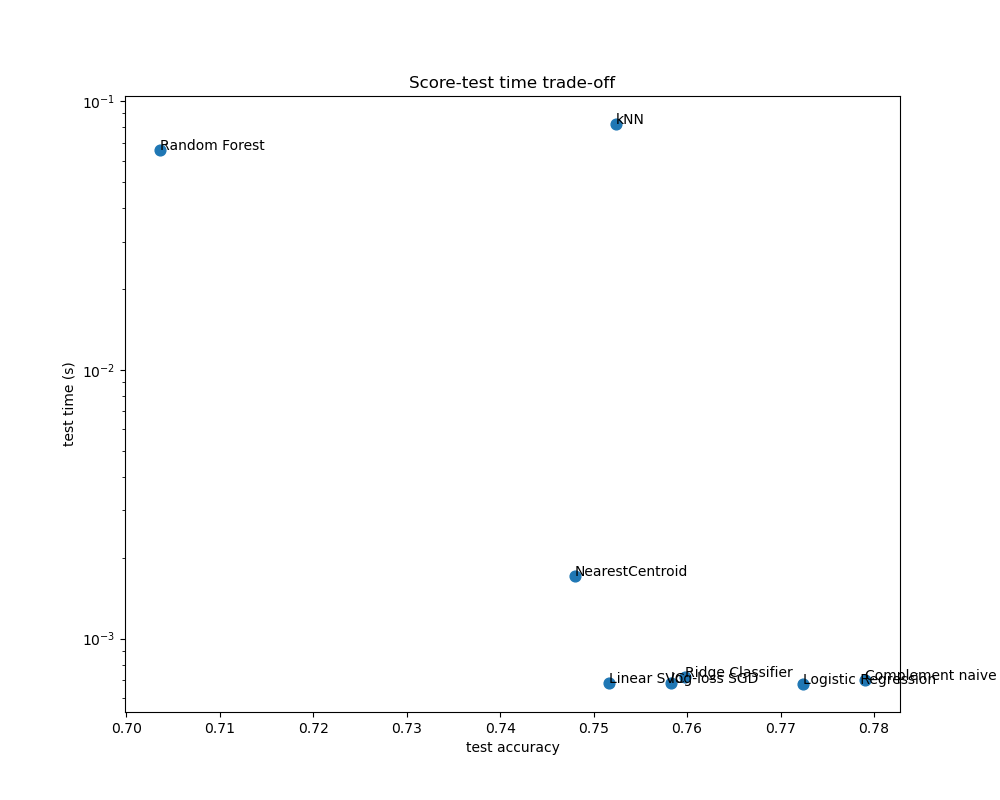 Score-test time trade-off
10⁻¹
kNN
Random Forest
10⁻²
test time (s)
NearestCentroid
10⁻³
Ridge Classifier
Complement naive
Linear SVC
log-loss SGD
Logistic Regression
0.70 0.71 0.72 0.73 0.74 0.75 0.76 0.77 0.78
test accuracy